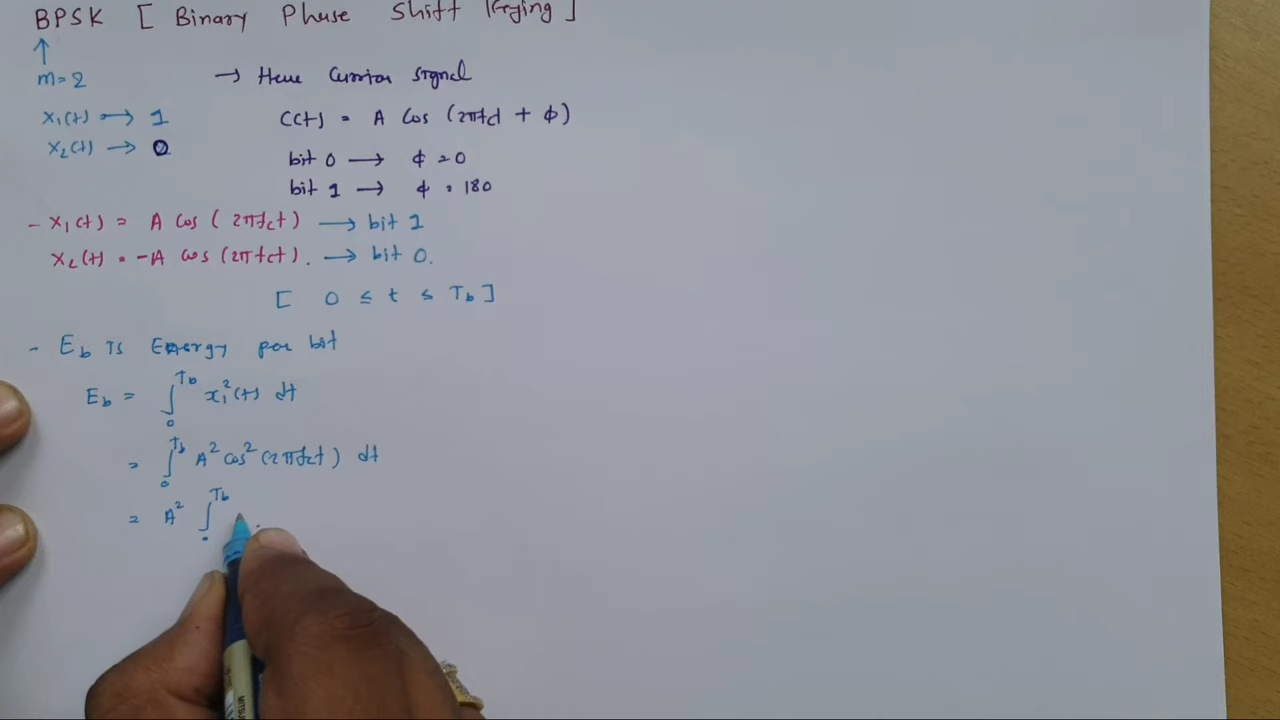 BPSK [ Binary Phase Shift Keying ]
↑
m=2
→ Here Carrier signal
x₁(t) → 1
C(t) = A Cos (2πfct + ϕ)
x₂(t) → 0
bit 0 → ϕ = 0
bit 1 → ϕ = 180
- x₁(t) = A Cos ( 2πfct) → bit 1
x₂(t) = -A Cos (2πfct). → bit 0.
[ 0 ≤ t ≤ Tb ]
- Eb is Energy per bit
Eb = ∫₀^Tb x₁²(t) dt
= ∫₀^Tb A² cos² (2πfct) dt
= A² ∫₀^Tb